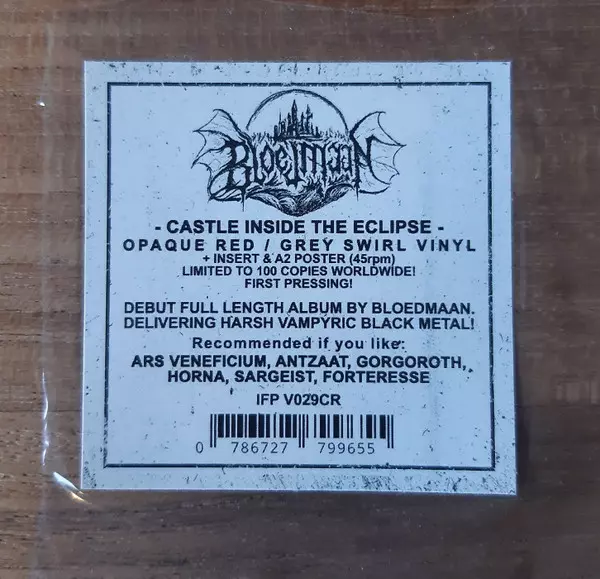 BLOEDMAAN
- CASTLE INSIDE THE ECLIPSE -
OPAQUE RED / GREY SWIRL VINYL
+ INSERT & A2 POSTER (45rpm)
LIMITED TO 100 COPIES WORLDWIDE!
FIRST PRESSING!
DEBUT FULL LENGTH ALBUM BY BLOEDMAAN.
DELIVERING HARSH VAMPYRIC BLACK METAL!
Recommended if you like:
ARS VENEFICIUM, ANTZAAT, GORGOROTH,
HORNA, SARGEIST, FORTERESSE
IFP V029CR
0 786727 799655